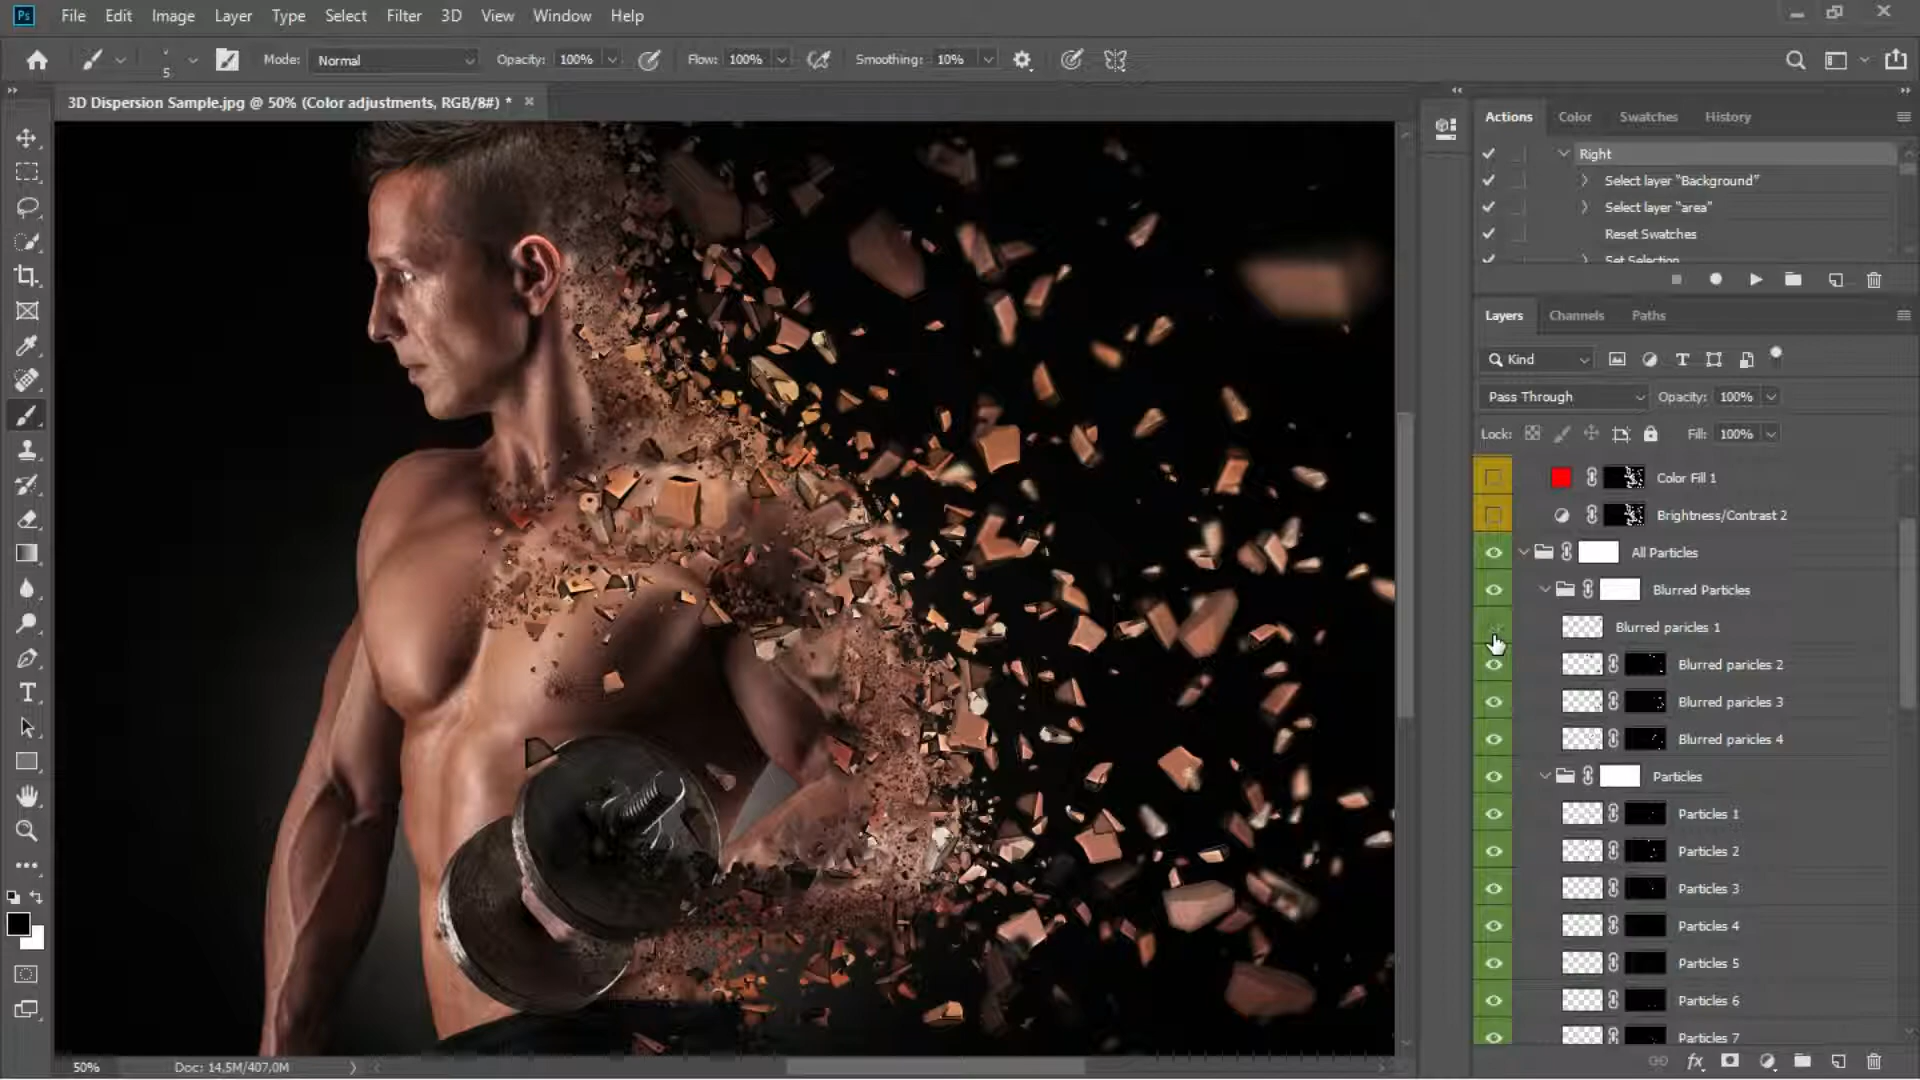 Ps File Edit Image Layer Type Select Filter 3D View Window Help
5 Mode: Normal Opacity: 100% Flow: 100% Smoothing: 10%
3D Dispersion Sample.jpg @ 50% (Color adjustments, RGB/8#) *
Actions Color Swatches History
Right
Select layer "Background"
Select layer "area"
Reset Swatches
Set Selection
Layers Channels Paths
Kind
Pass Through Opacity: 100%
Lock: Fill: 100%
Color Fill 1
Brightness/Contrast 2
All Particles
Blurred Particles
Blurred paricles 1
Blurred paricles 2
Blurred paricles 3
Blurred paricles 4
Particles
Particles 1
Particles 2
Particles 3
Particles 4
Particles 5
Particles 6
Particles 7
50% Doc: 14,5M/407,0M